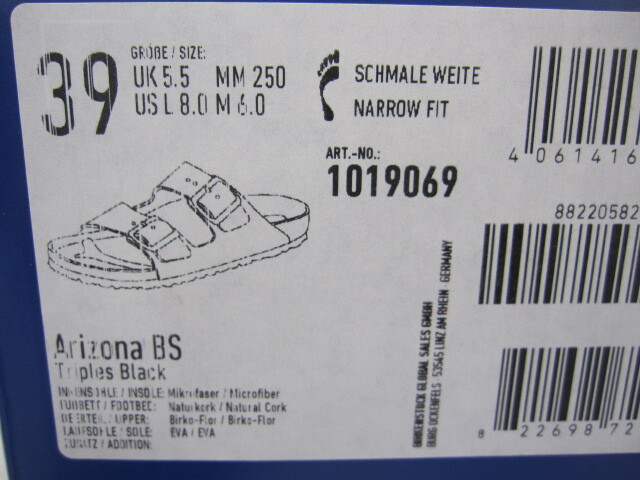 39
GRÖßE / SIZE:
UK 5.5 MM 250
US L 8.0 M 6.0
SCHMALE WEITE
NARROW FIT
ART.-NO.:
1019069
4 061416
88220582
BIRKENSTOCK GLOBAL SALES GMBH
BURG OCKENFELS 53545 LINZ AM RHEIN GERMANY
8 22698 72
Arizona BS
Triples Black
INNENSOHLE / INSOLE: Mikrofaser / Microfiber
FUßBETT / FOOTBED: Naturkork / Natural Cork
OBERTEIL / UPPER: Birko-Flor / Birko-Flor
LAUFSOHLE / SOLE: EVA / EVA
ZUSATZ / ADDITION: